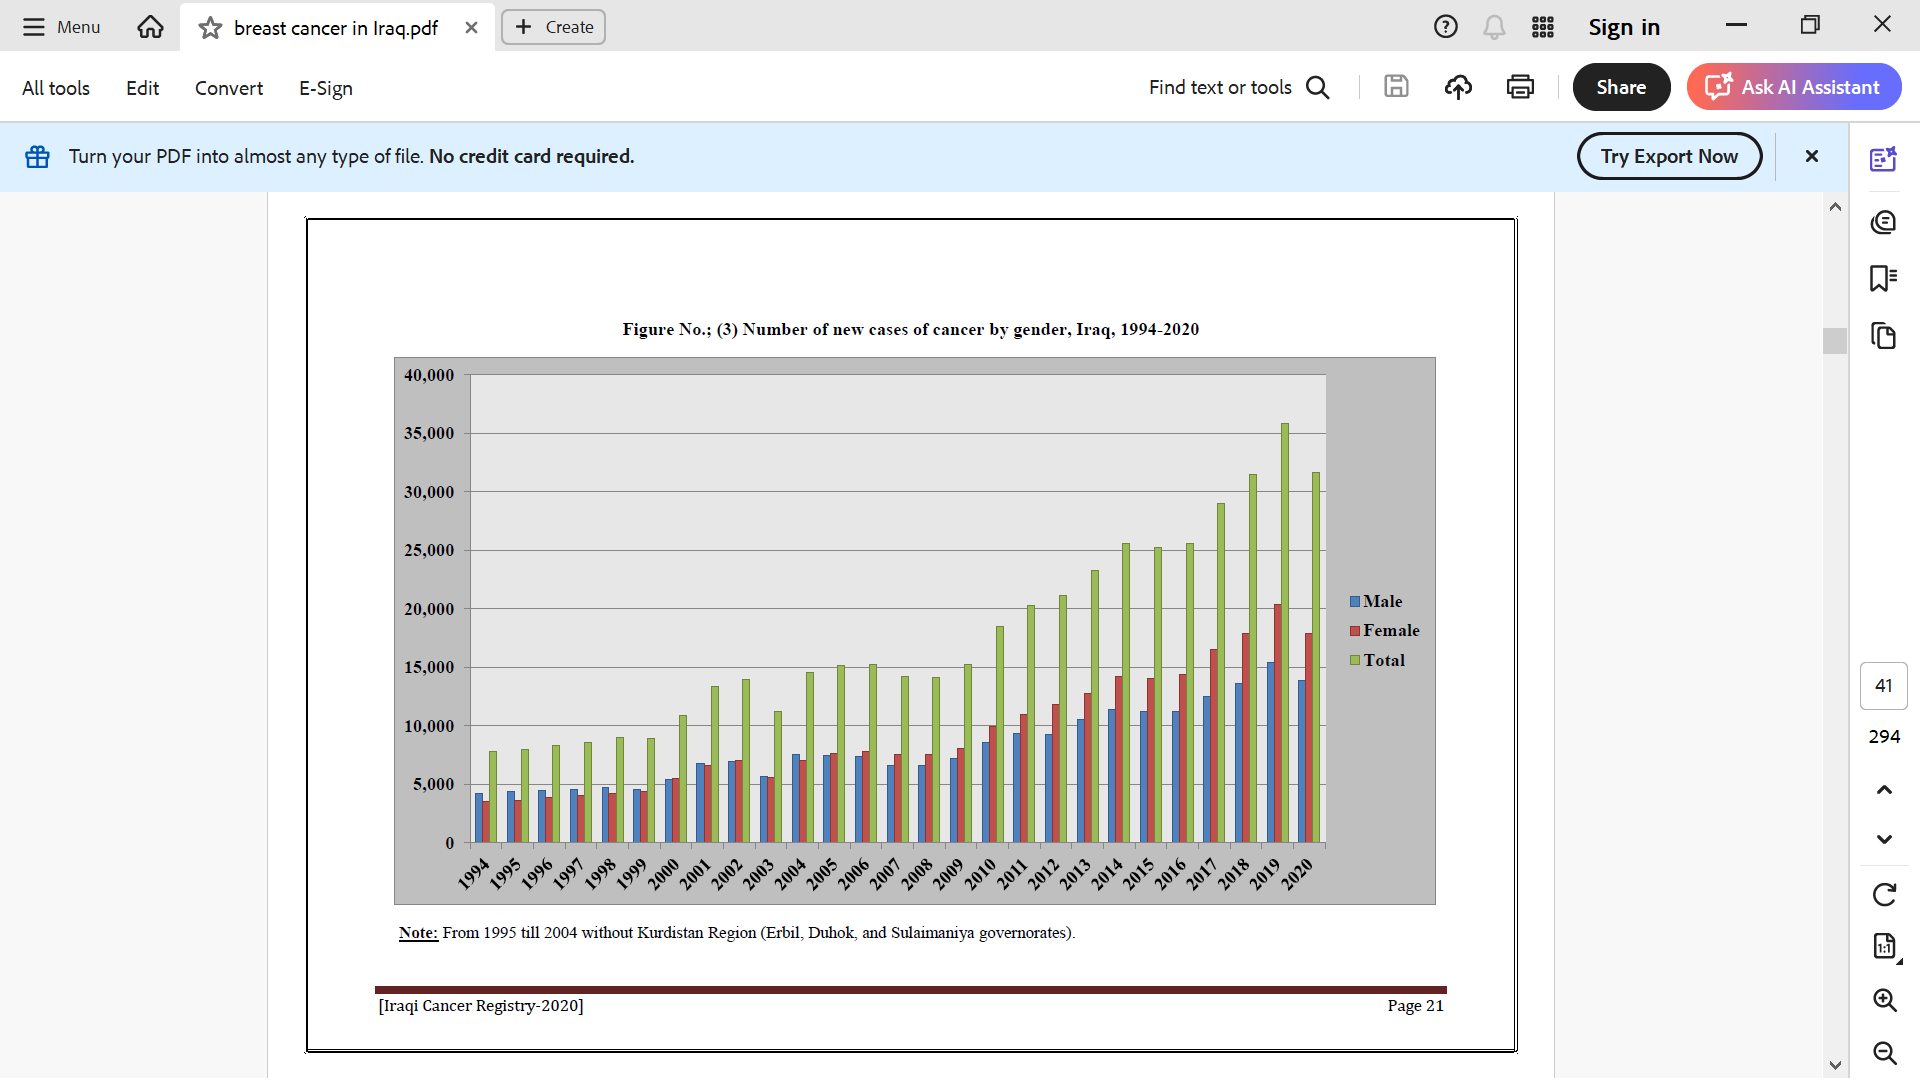 Menu
breast cancer in Iraq.pdf
Create
Sign in
All tools
Edit
Convert
E-Sign
Find text or tools
Share
Ask AI Assistant
Turn your PDF into almost any type of file. No credit card required.
Try Export Now
Figure No.; (3) Number of new cases of cancer by gender, Iraq, 1994-2020
40,000
35,000
30,000
25,000
20,000
15,000
10,000
5,000
0
1994 1995 1996 1997 1998 1999 2000 2001 2002 2003 2004 2005 2006 2007 2008 2009 2010 2011 2012 2013 2014 2015 2016 2017 2018 2019 2020
Male
Female
Total
Note: From 1995 till 2004 without Kurdistan Region (Erbil, Duhok, and Sulaimaniya governorates).
[Iraqi Cancer Registry-2020]
Page 21
41
294
1:1